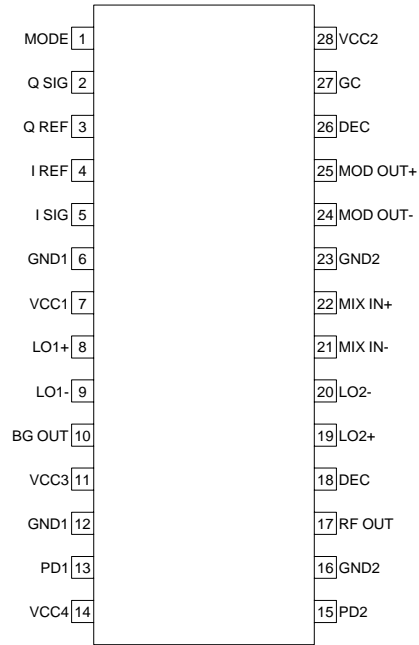 MODE 1 28 VCC2
Q SIG 2 27 GC
Q REF 3 26 DEC
I REF 4 25 MOD OUT+
I SIG 5 24 MOD OUT-
GND1 6 23 GND2
VCC1 7 22 MIX IN+
LO1+ 8 21 MIX IN-
LO1- 9 20 LO2-
BG OUT 10 19 LO2+
VCC3 11 18 DEC
GND1 12 17 RF OUT
PD1 13 16 GND2
VCC4 14 15 PD2